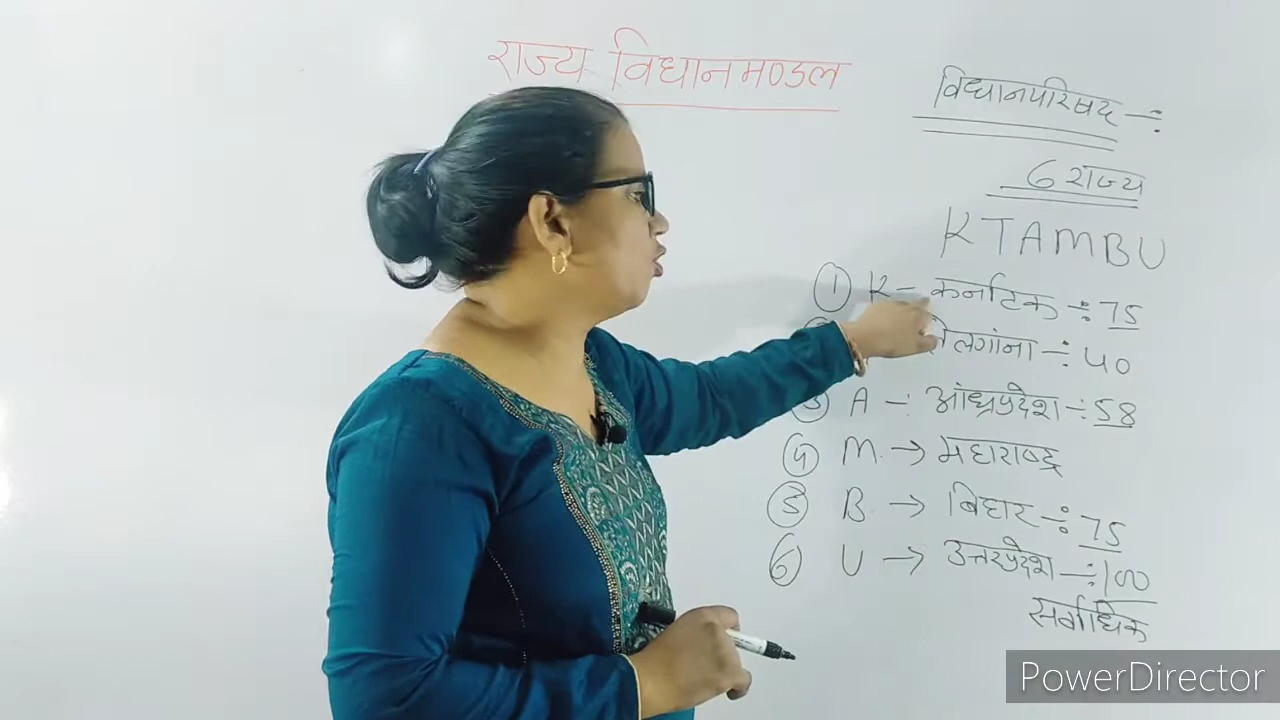 राज्य विधानमण्डल
विधानपरिषद -:
6 राज्य
KTAMBU
① K - कर्नाटक ÷ 75
तेलगांना -: 40
③ A -: आंध्रप्रदेश -: 58
④ M. → महाराष्ट्र
⑤ B. → बिहार -: 75
⑥ U → उत्तरप्रदेश -: 100
सर्वाधिक
PowerDirector